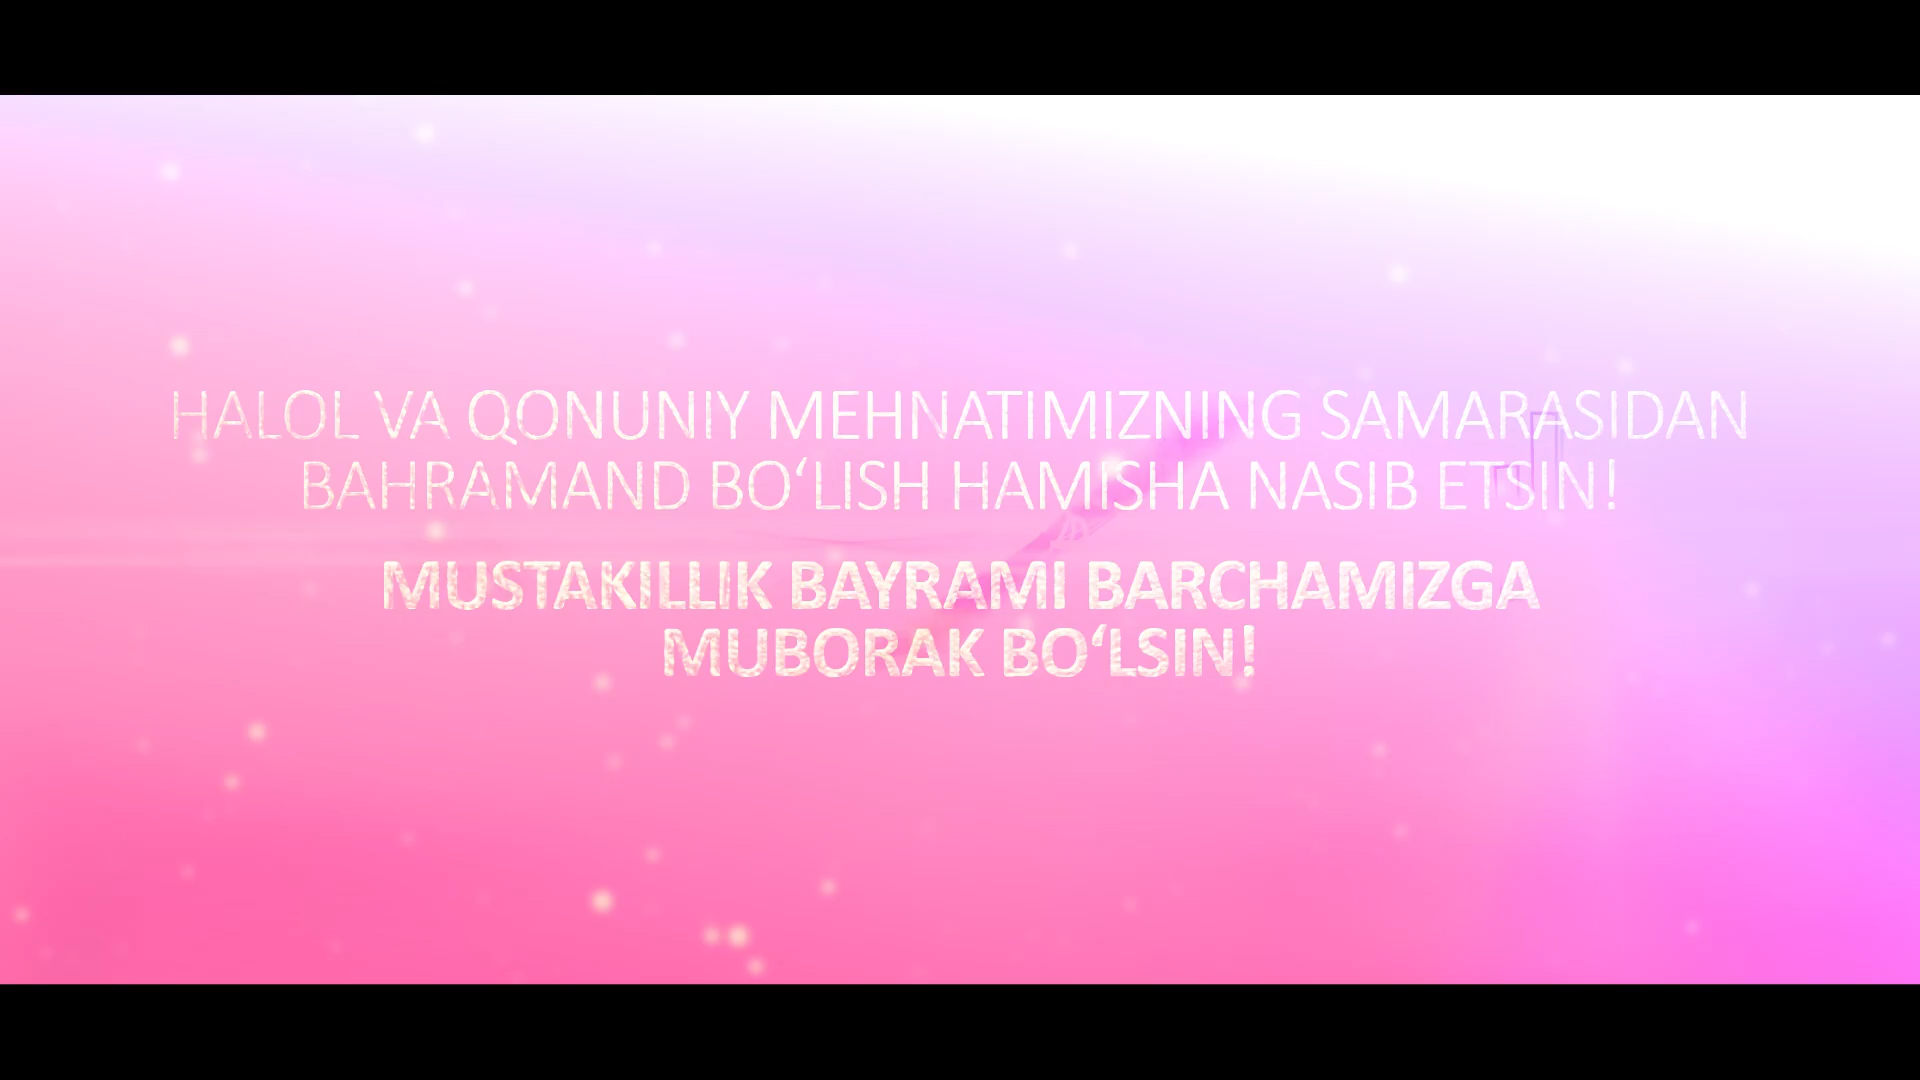 HALOL VA QONUNIY MEHNATIMIZNING SAMARASIDAN
BAHRAMAND BO‘LISH HAMISHA NASIB ETSIN!
MUSTAKILLIK BAYRAMI BARCHAMIZGA
MUBORAK BO‘LSIN!